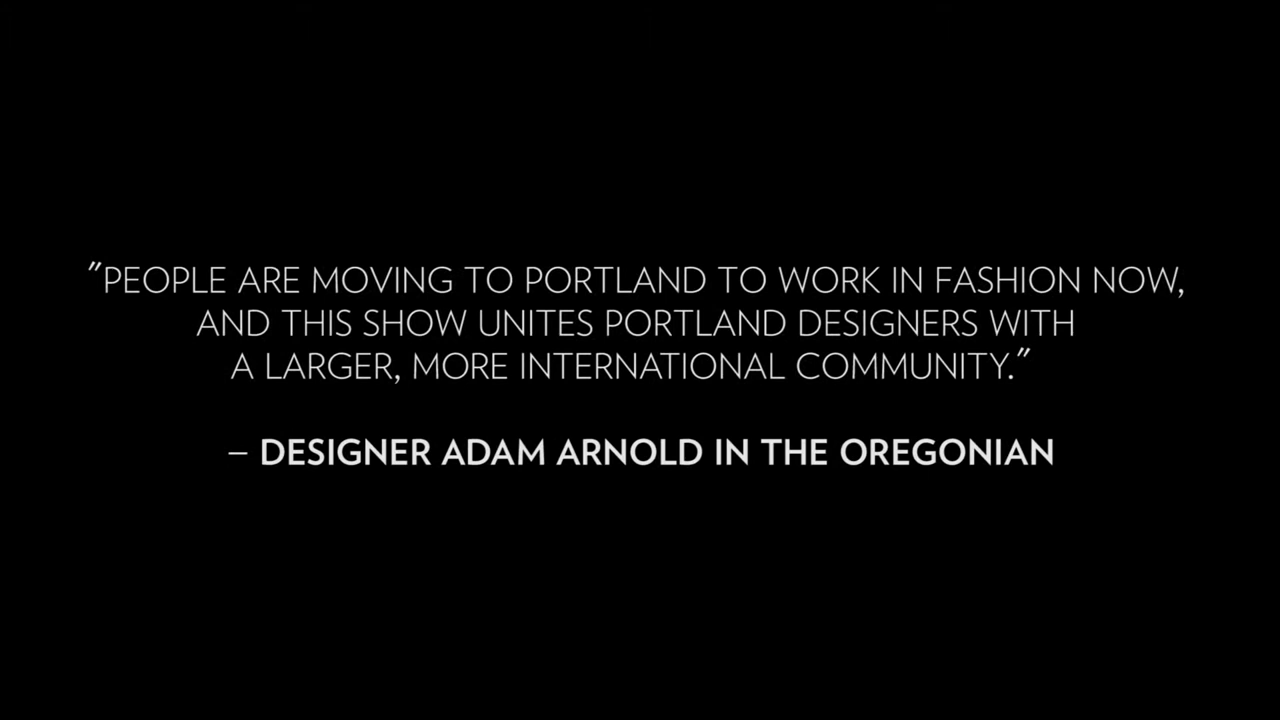 "PEOPLE ARE MOVING TO PORTLAND TO WORK IN FASHION NOW,
AND THIS SHOW UNITES PORTLAND DESIGNERS WITH
A LARGER, MORE INTERNATIONAL COMMUNITY."
– DESIGNER ADAM ARNOLD IN THE OREGONIAN